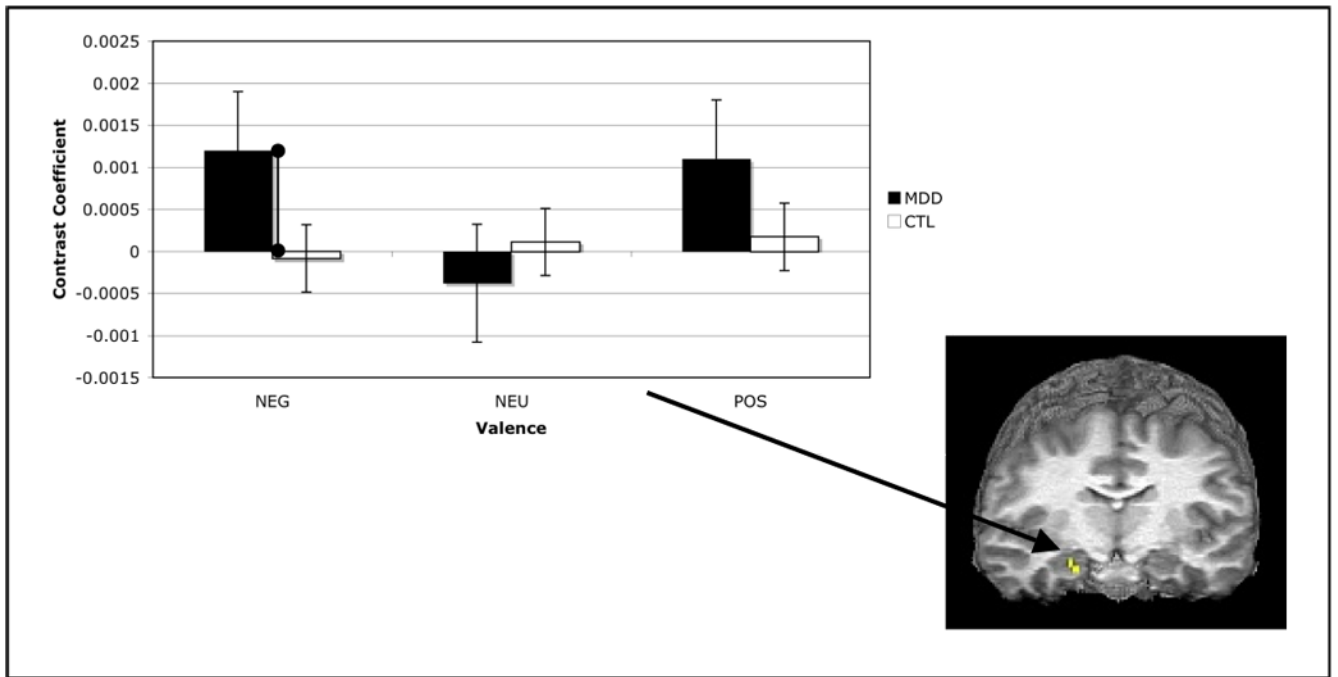 0.0025
0.002
0.0015
0.001
0.0005
0
-0.0005
-0.001
-0.0015
Contrast Coefficient
NEG NEU POS
Valence
MDD
CTL